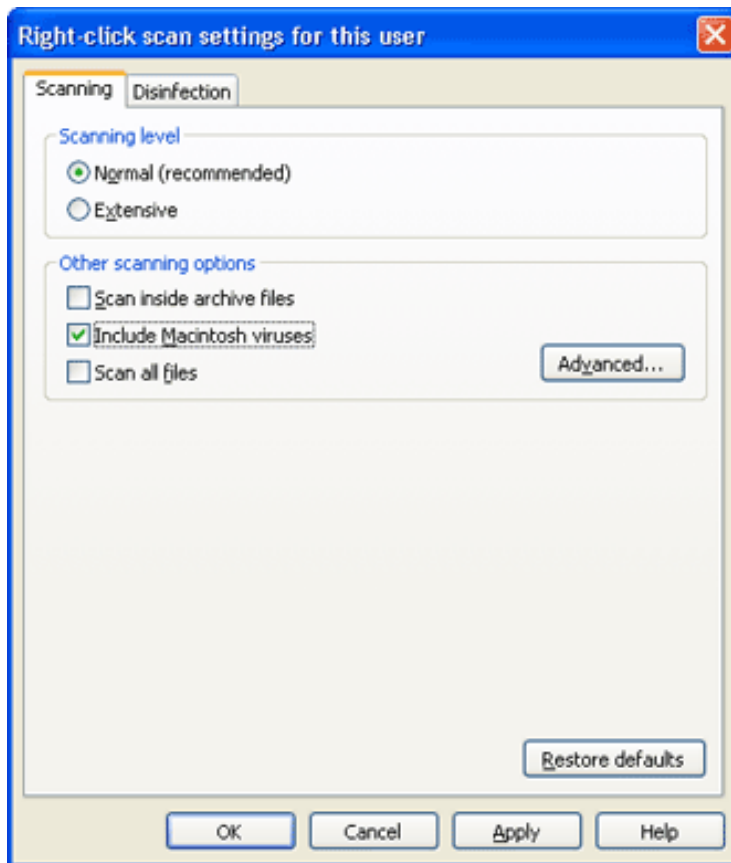 Right-click scan settings for this user
Scanning
Disinfection
Scanning level
Normal (recommended)
Extensive
Other scanning options
Scan inside archive files
Include Macintosh viruses
Scan all files
Advanced...
Restore defaults
OK
Cancel
Apply
Help